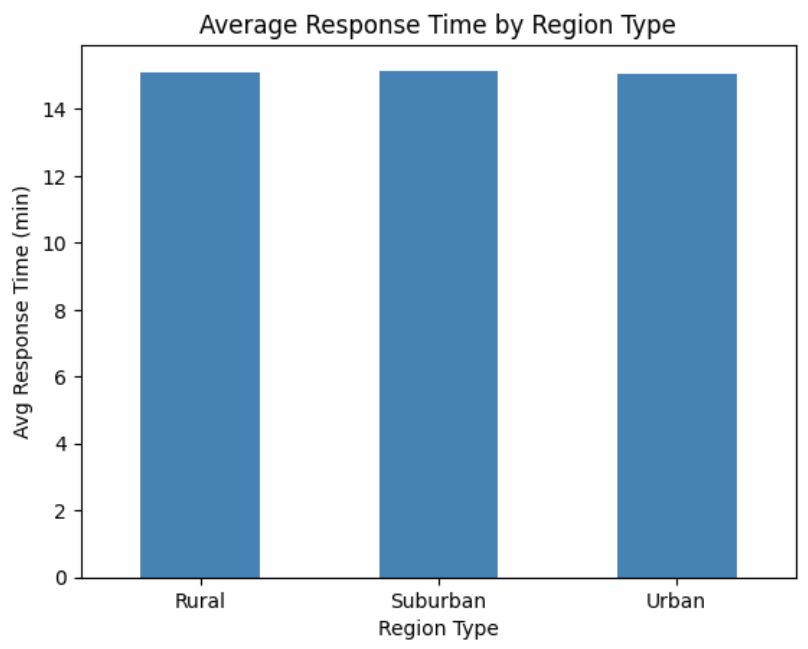 Average Response Time by Region Type
Avg Response Time (min)
14
12
10
8
6
4
2
0
Rural Suburban Urban
Region Type